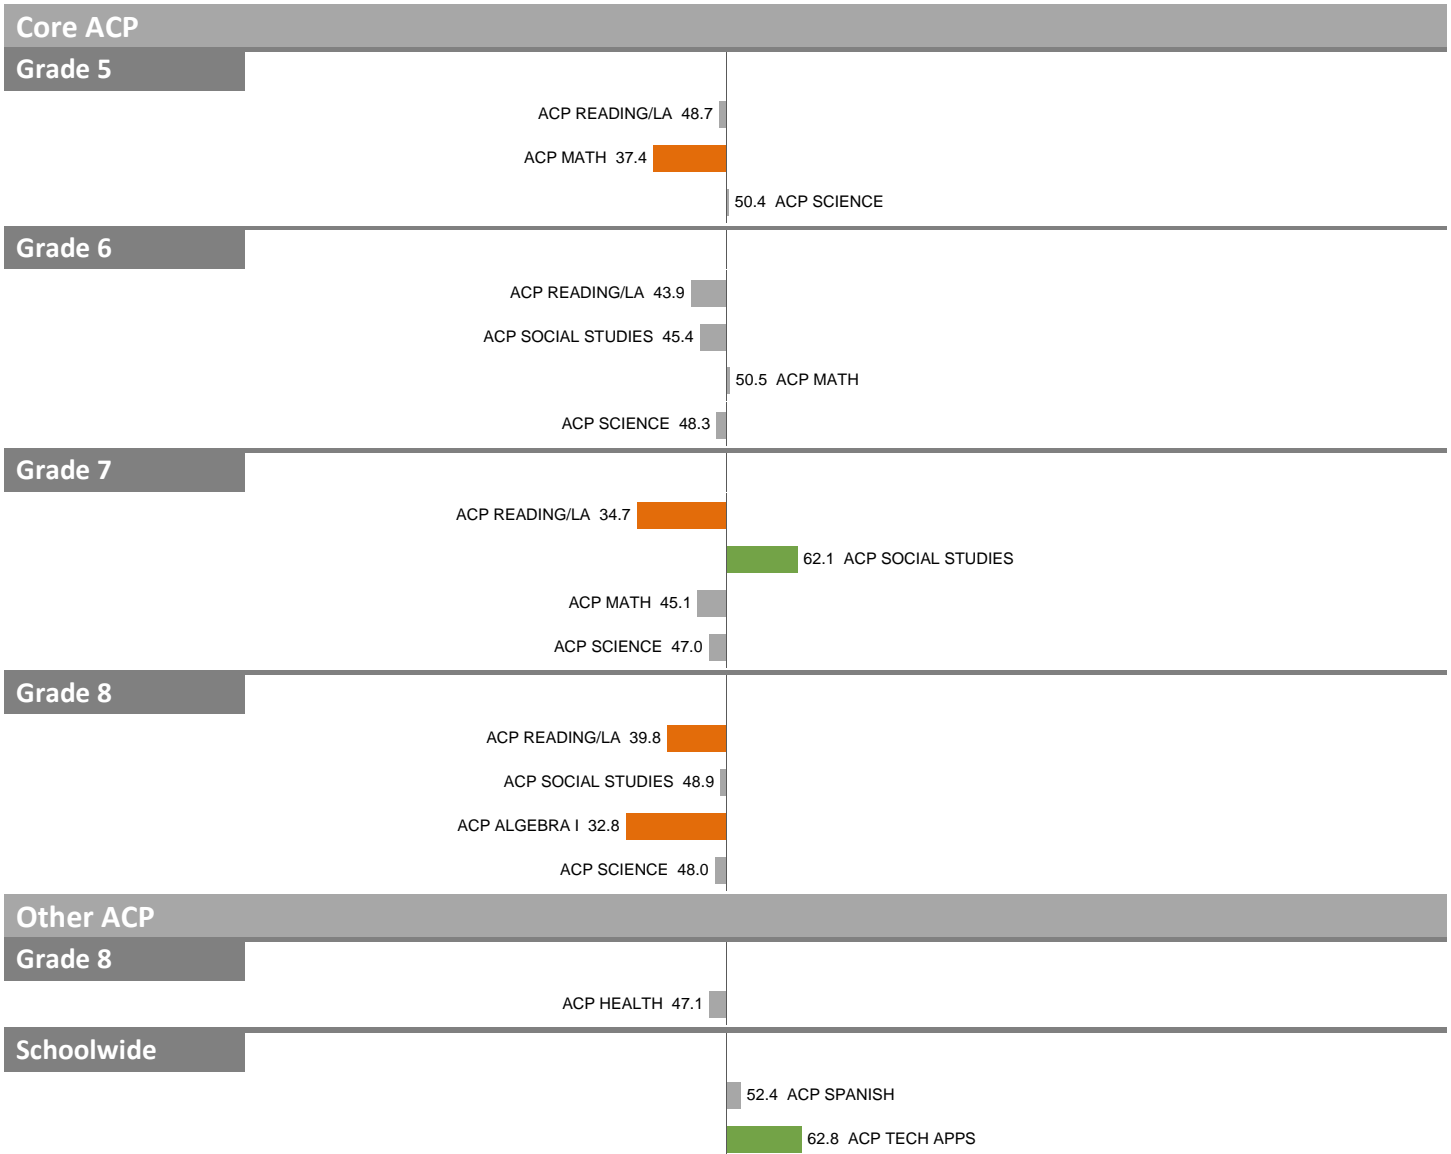 Core ACP
Grade 5
ACP READING/LA 48.7
ACP MATH 37.4
50.4 ACP SCIENCE
Grade 6
ACP READING/LA 43.9
ACP SOCIAL STUDIES 45.4
50.5 ACP MATH
ACP SCIENCE 48.3
Grade 7
ACP READING/LA 34.7
62.1 ACP SOCIAL STUDIES
ACP MATH 45.1
ACP SCIENCE 47.0
Grade 8
ACP READING/LA 39.8
ACP SOCIAL STUDIES 48.9
ACP ALGEBRA I 32.8
ACP SCIENCE 48.0
Other ACP
Grade 8
ACP HEALTH 47.1
Schoolwide
52.4 ACP SPANISH
62.8 ACP TECH APPS